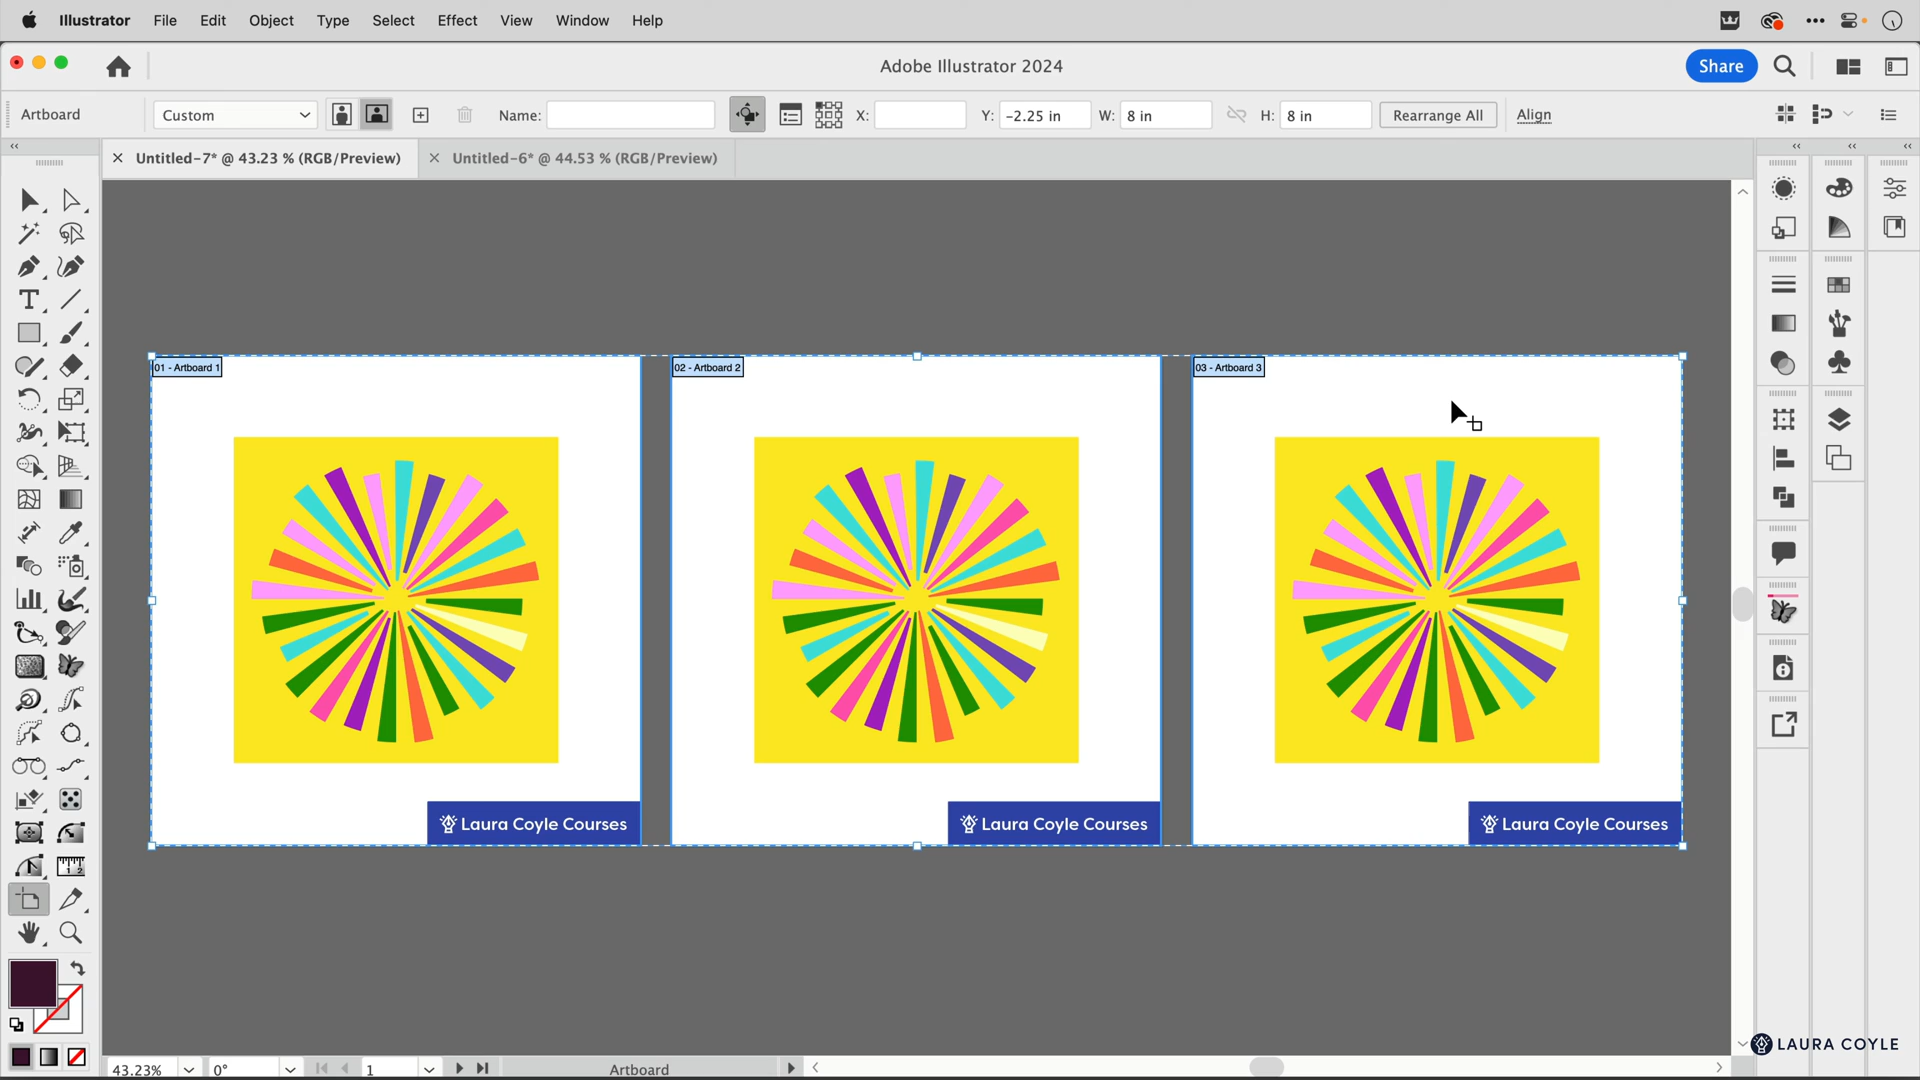 Illustrator File Edit Object Type Select Effect View Window Help
Adobe Illustrator 2024
Share
Artboard
Custom
Name:
X:
Y: -2.25 in
W: 8 in
H: 8 in
Rearrange All
Align
Untitled-7* @ 43.23 % (RGB/Preview)
Untitled-6* @ 44.53 % (RGB/Preview)
01 - Artboard 1
02 - Artboard 2
03 - Artboard 3
Laura Coyle Courses
Laura Coyle Courses
Laura Coyle Courses
LAURA COYLE
43.23%
0°
1
Artboard